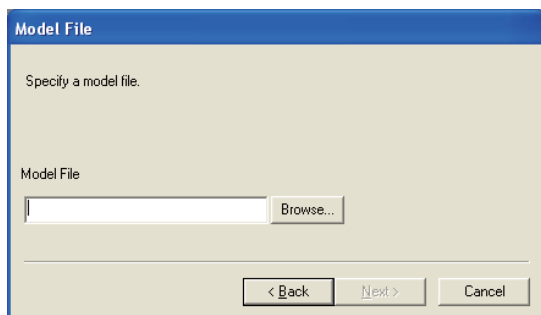 Model File
Specify a model file.
Model File
Browse...
< Back Next > Cancel